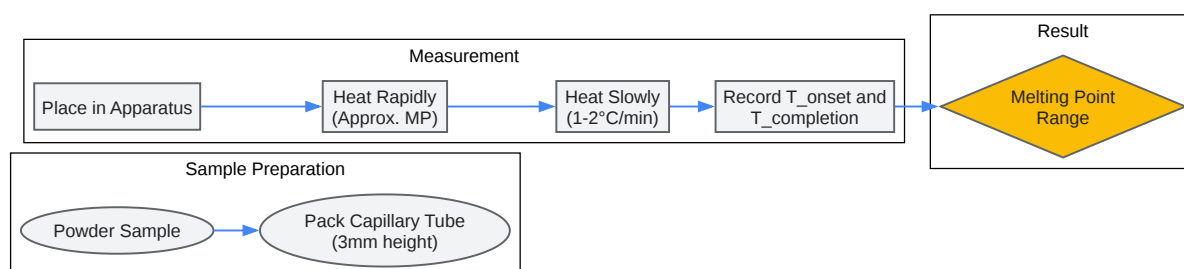 Measurement
Place in Apparatus
Heat Rapidly
(Approx. MP)
Heat Slowly
(1-2°C/min)
Record T_onset and
T_completion
Result
Melting Point
Range
Sample Preparation
Powder Sample
Pack Capillary Tube
(3mm height)